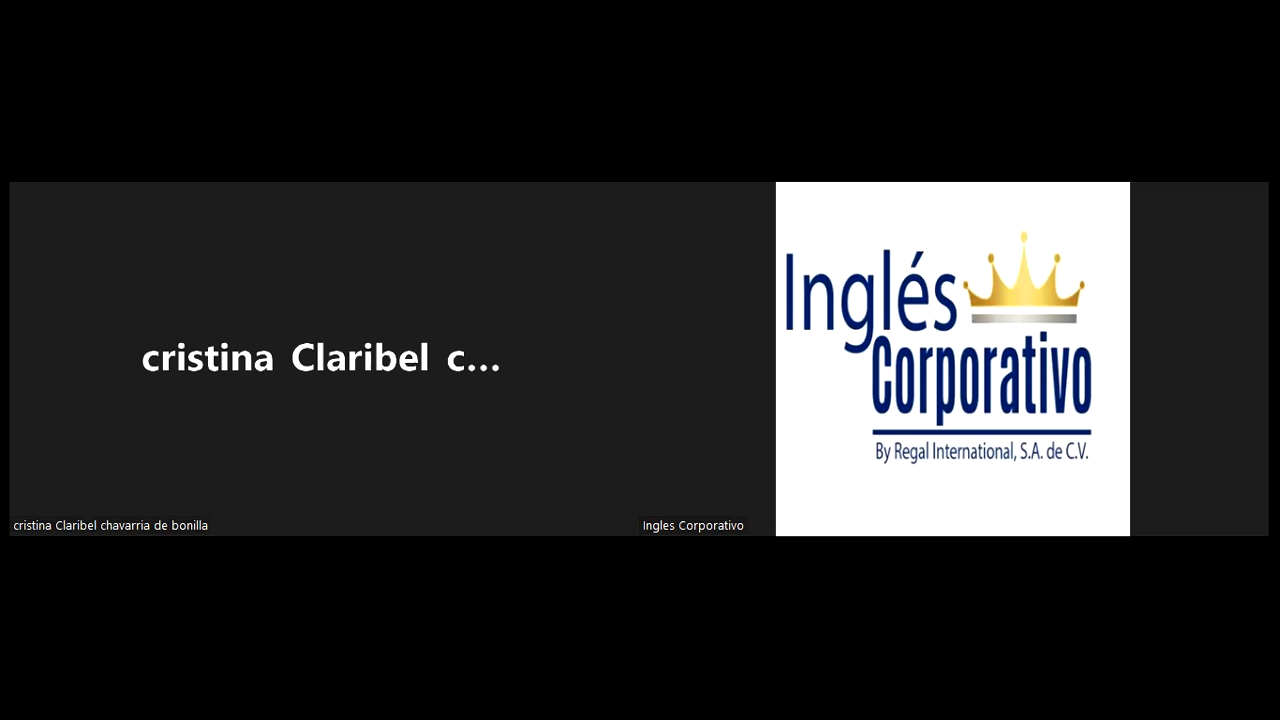 cristina Claribel c...
cristina Claribel chavarria de bonilla
Inglés
Corporativo
By Regal International, S.A. de C.V.
Ingles Corporativo